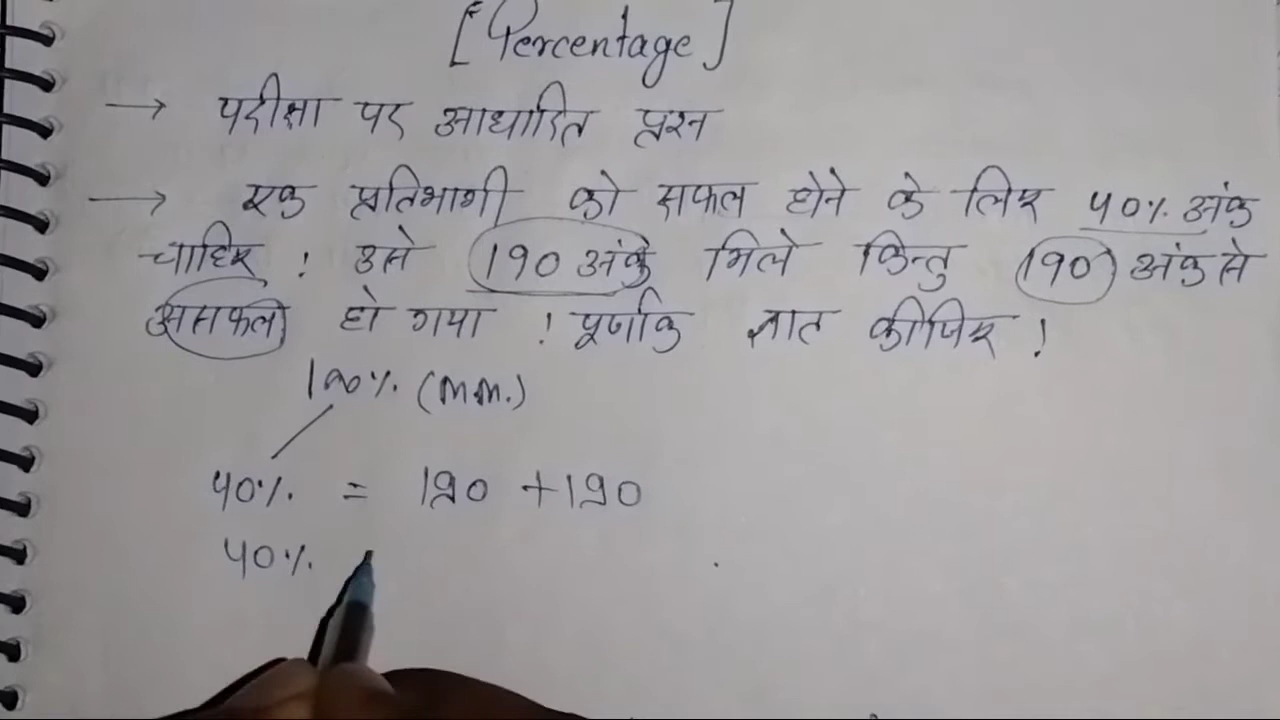 [Percentage]
→ परीक्षा पर आधारित प्रश्न
→ एक प्रतिभागी को सफल होने के लिए 40% अंक
चाहिए ! उसे 190 अंक मिले किन्तु 190 अंक से
असफल हो गया ! पूर्णांक ज्ञात कीजिए !
100% (M.M.)
40% = 190 + 190
40%